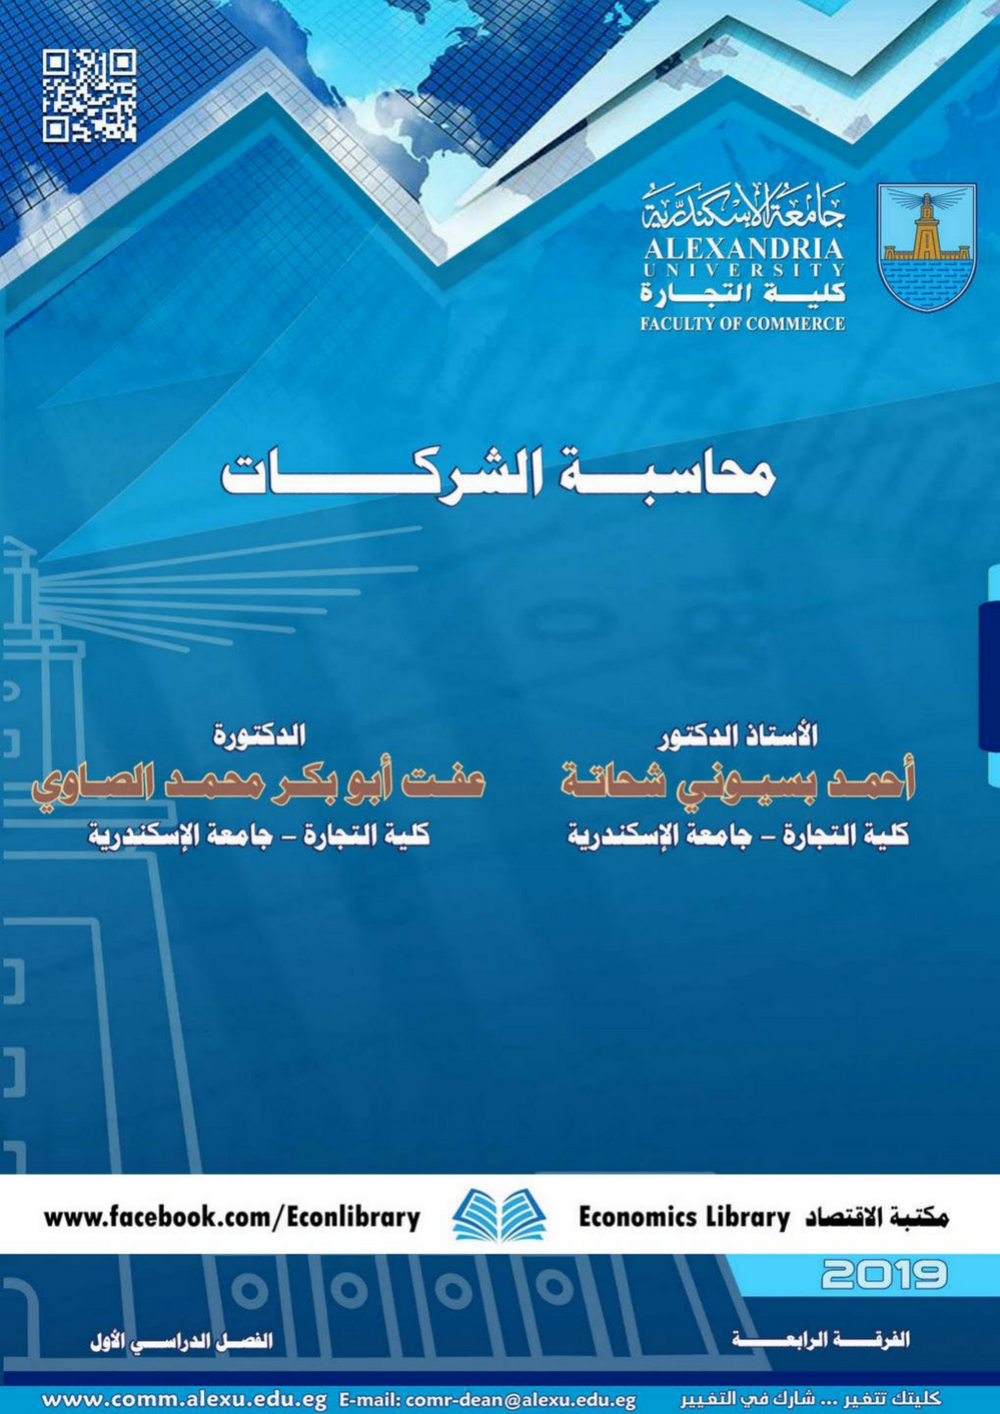 جامعة الإسكندرية
ALEXANDRIA
UNIVERSITY
كلية التجارة
FACULTY OF COMMERCE
محاسبة الشركات
الأستاذ الدكتور
أحمد بسيوني شحاتة
كلية التجارة – جامعة الإسكندرية
الدكتورة
عفت أبو بكر محمد الصاوي
كلية التجارة – جامعة الإسكندرية
www.facebook.com/Econlibrary
Economics Library مكتبة الاقتصاد
2019
الفرقة الرابعة
الفصل الدراسي الأول
www.comm.alexu.edu.eg E-mail: comr-dean@alexu.edu.eg
كليتك تتغير ... شارك في التغيير